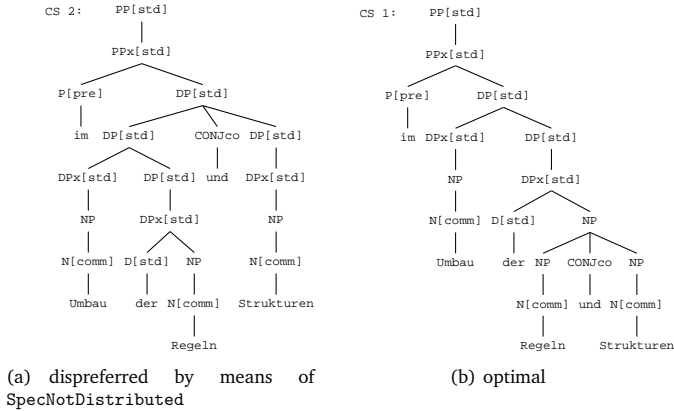 CS 2: PP[std]
PPx[std]
P[pre] DP[std]
im DP[std] CONJco DP[std]
DPx[std] DP[std] und DPx[std]
NP DPx[std] NP
N[comm] D[std] NP N[comm]
Umbau der N[comm] Strukturen
Regeln
(a) dispreferred by means of
SpecNotDistributed
CS 1: PP[std]
PPx[std]
P[pre] DP[std]
im DPx[std] DP[std]
NP DPx[std]
N[comm] D[std] NP
Umbau der NP CONJco NP
N[comm] und N[comm]
Regeln Strukturen
(b) optimal